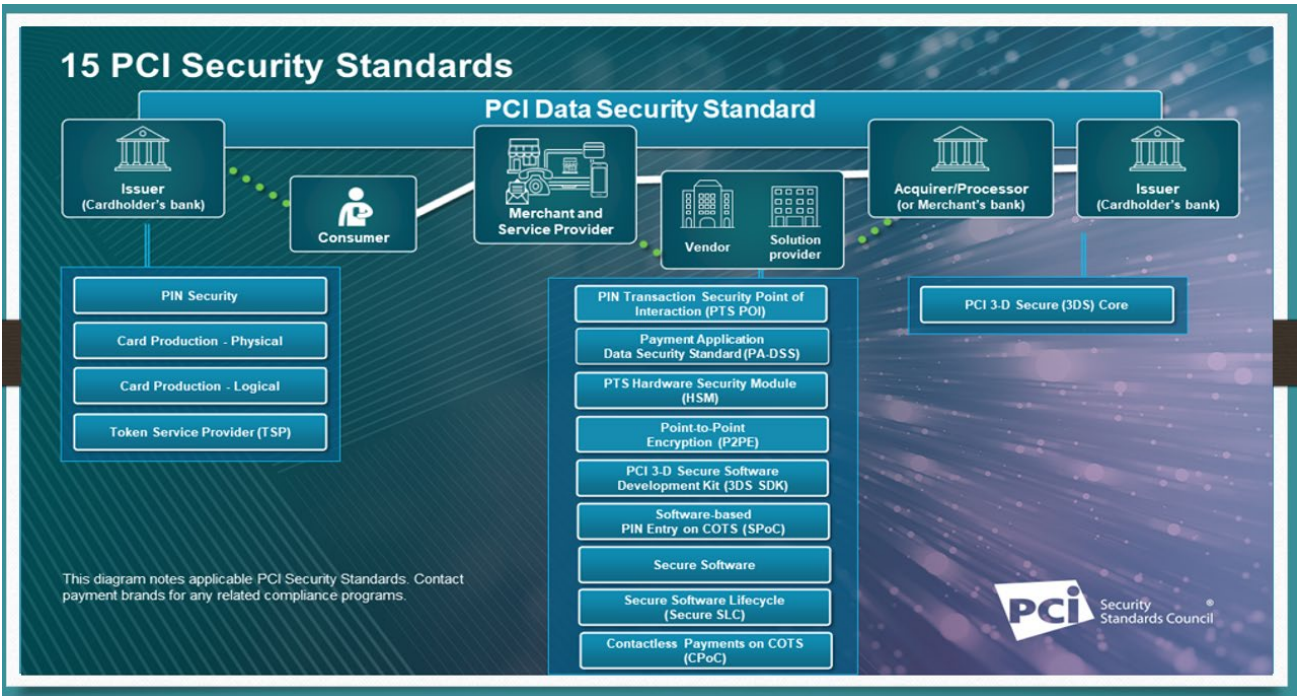 15 PCI Security Standards
PCI Data Security Standard
Issuer
(Cardholder's bank)
Consumer
Merchant and
Service Provider
Vendor
Solution
provider
Acquirer/Processor
(or Merchant's bank)
Issuer
(Cardholder's bank)
PIN Security
Card Production - Physical
Card Production - Logical
Token Service Provider (TSP)
PIN Transaction Security Point of
Interaction (PTS POI)
Payment Application
Data Security Standard (PA-DSS)
PTS Hardware Security Module
(HSM)
Point-to-Point
Encryption (P2PE)
PCI 3-D Secure Software
Development Kit (3DS SDK)
Software-based
PIN Entry on COTS (SPoC)
Secure Software
Secure Software Lifecycle
(Secure SLC)
Contactless Payments on COTS
(CPoC)
PCI 3-D Secure (3DS) Core
This diagram notes applicable PCI Security Standards. Contact
payment brands for any related compliance programs.
PCi
Security
Standards Council®